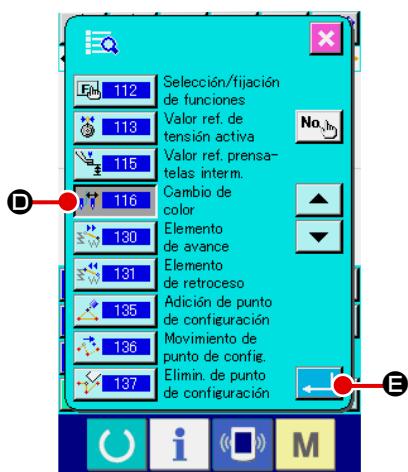 112 Selección/fijación
de funciones
113 Valor ref. de
tensión activa
No.
115 Valor ref. prensa-
telas interm.
D
116 Cambio de
color
130 Elemento
de avance
131 Elemento
de retroceso
135 Adición de punto
de configuración
136 Movimiento de
punto de config.
137 Elimin. de punto
de configuración
E
i
M